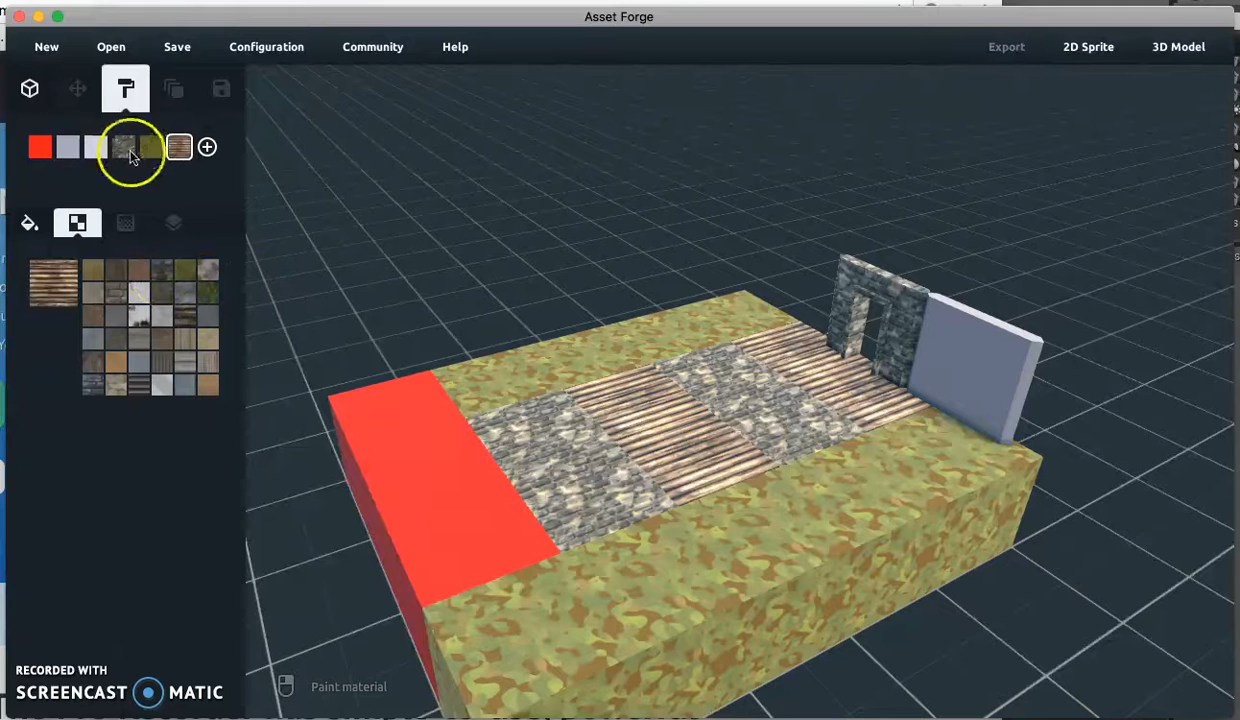 Asset Forge
New Open Save Configuration Community Help Export 2D Sprite 3D Model
RECORDED WITH
SCREENCAST MATIC
Paint material